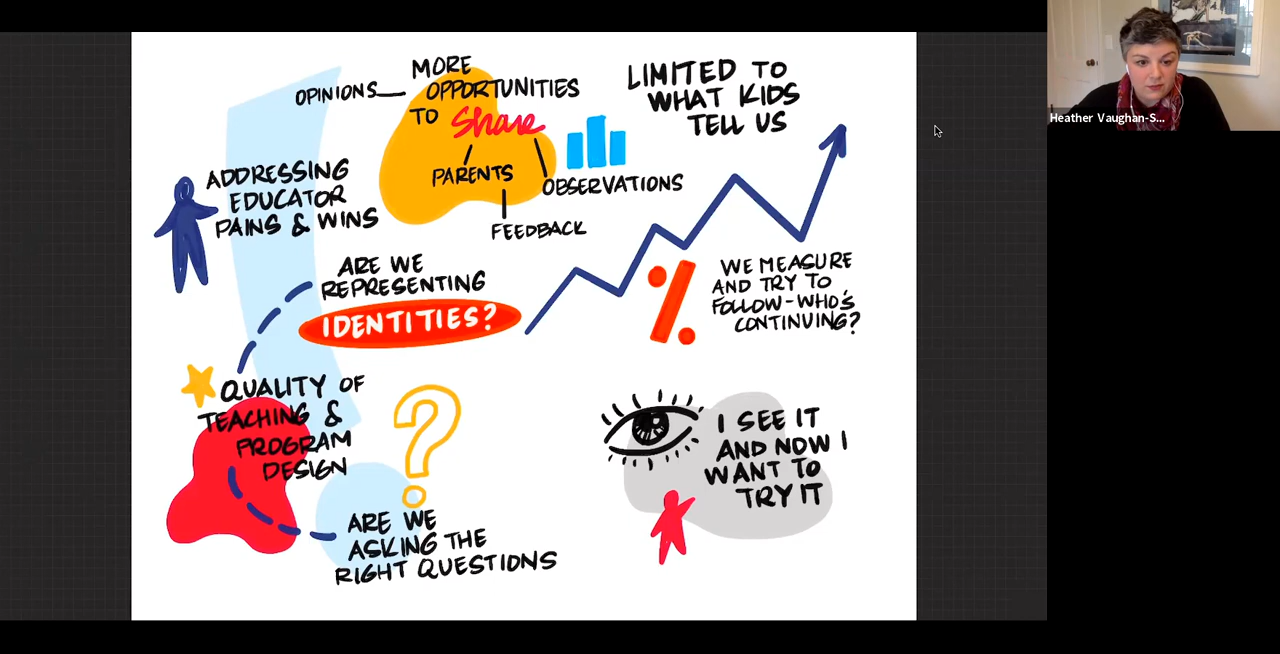 MORE
OPINIONS
OPPORTUNITIES
TO Share
PARENTS
OBSERVATIONS
FEEDBACK
LIMITED TO
WHAT KIDS
TELL US
Heather Vaughan-S...
ADDRESSING
EDUCATOR
PAINS & WINS
ARE WE
REPRESENTING
IDENTITIES?
WE MEASURE
AND TRY TO
FOLLOW-WHO'S
CONTINUING?
QUALITY OF
TEACHING &
PROGRAM
DESIGN
ARE WE
ASKING THE
RIGHT QUESTIONS
I SEE IT
AND NOW I
WANT TO
TRY IT